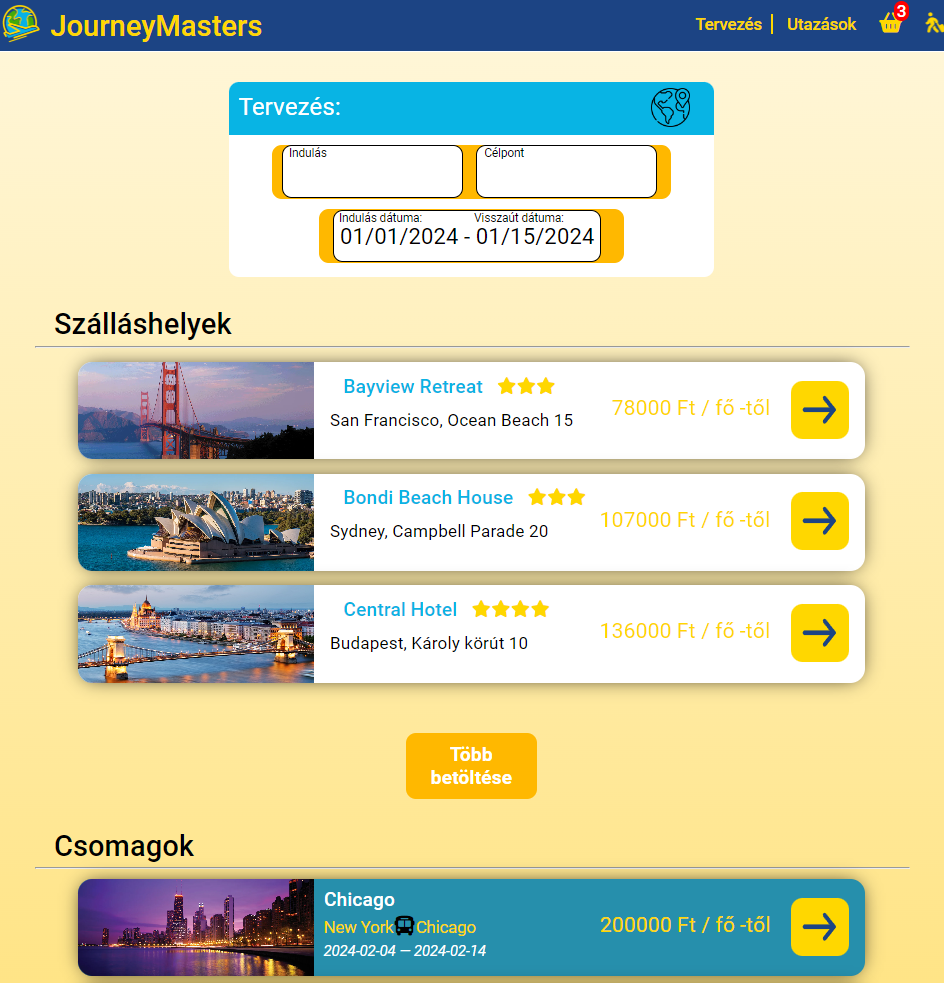 JourneyMasters
Tervezés
Utazások
3
Tervezés:
Indulás
Célpont
Indulás dátuma:
Visszaút dátuma:
01/01/2024 - 01/15/2024
Szálláshelyek
Bayview Retreat
78000 Ft / fő -től
San Francisco, Ocean Beach 15
Bondi Beach House
107000 Ft / fő -től
Sydney, Campbell Parade 20
Central Hotel
136000 Ft / fő -től
Budapest, Károly körút 10
Több
betöltése
Csomagok
Chicago
New York Chicago
200000 Ft / fő -től
2024-02-04 — 2024-02-14